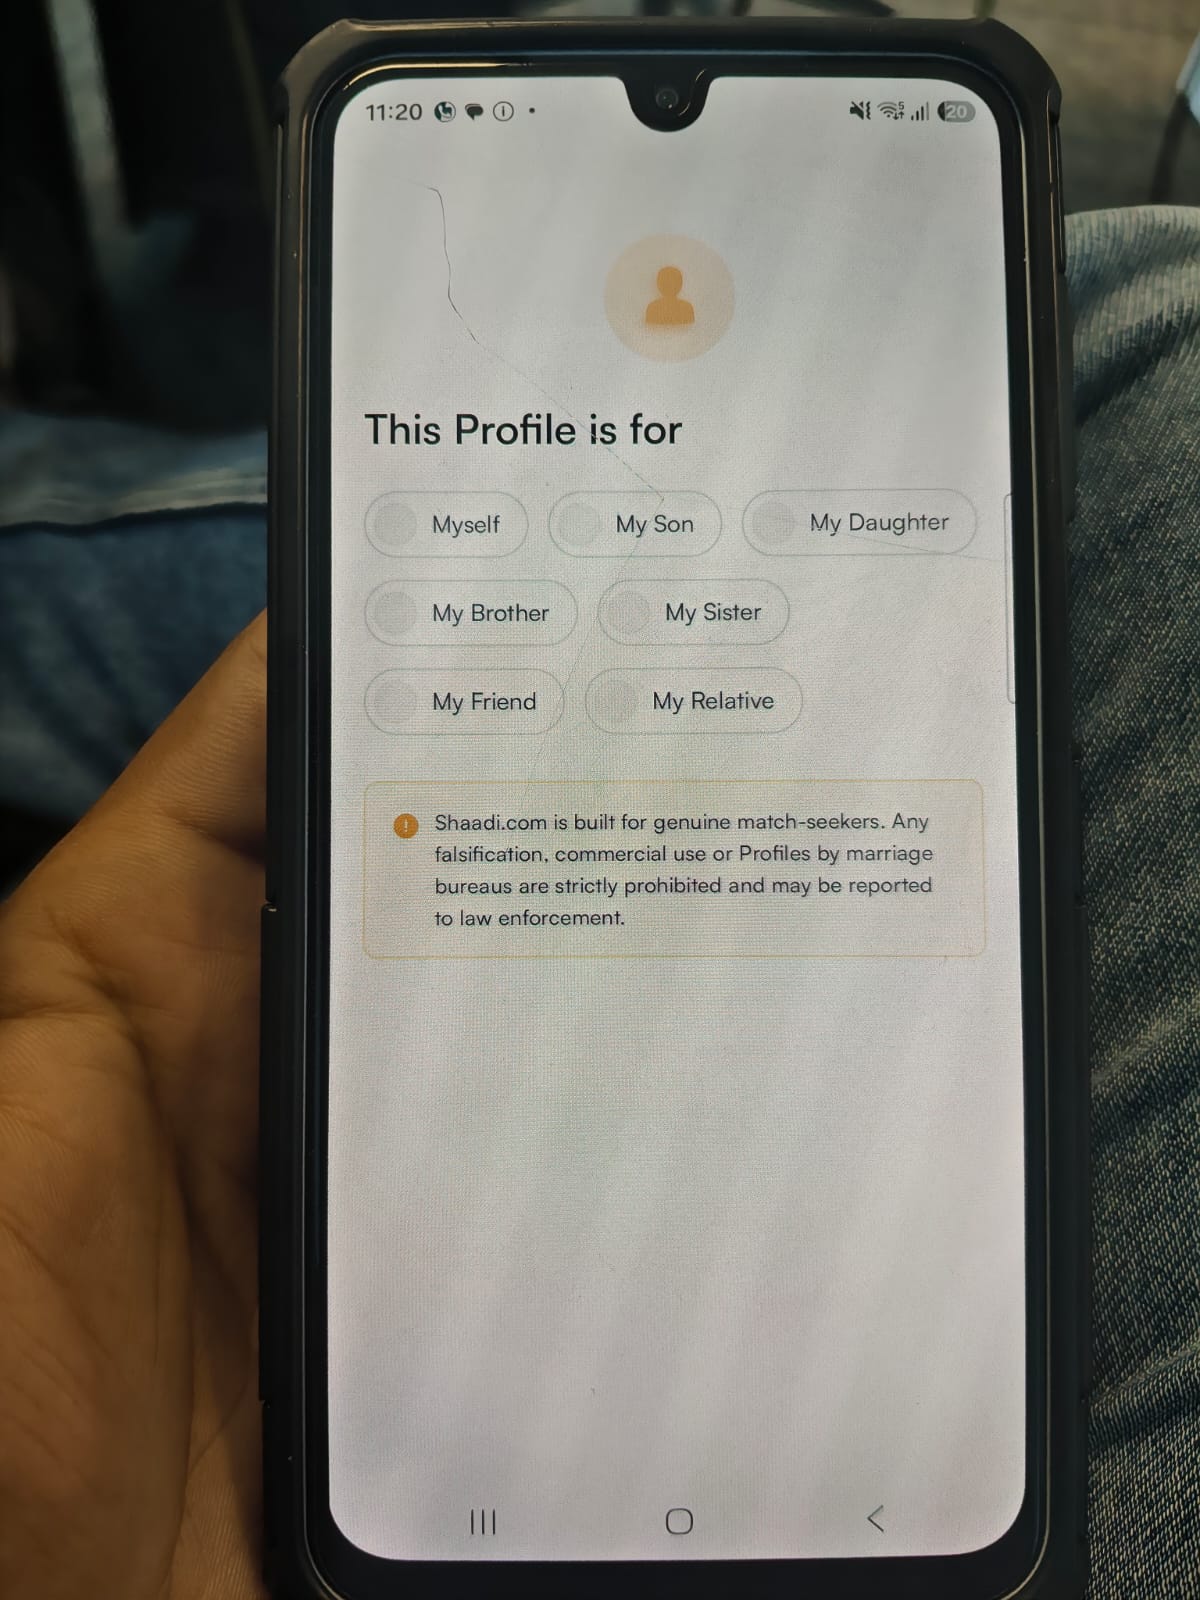 11:20 20
This Profile is for
Myself My Son My Daughter
My Brother My Sister
My Friend My Relative
Shaadi.com is built for genuine match-seekers. Any
falsification, commercial use or Profiles by marriage
bureaus are strictly prohibited and may be reported
to law enforcement.